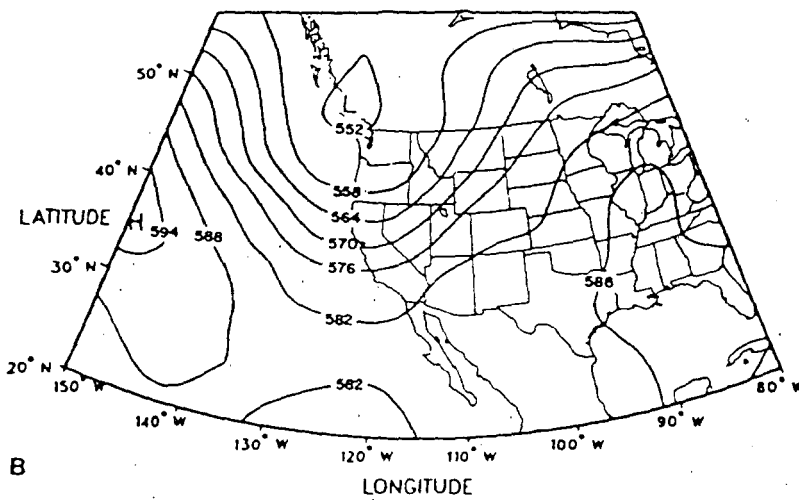 50° N
L
552
40° N
558
LATITUDE H
594
588
564
570
576
30° N
586
582
20° N
150° W
582
80° W
140° W
90° W
130° W
100° W
120° W
110° W
B
LONGITUDE